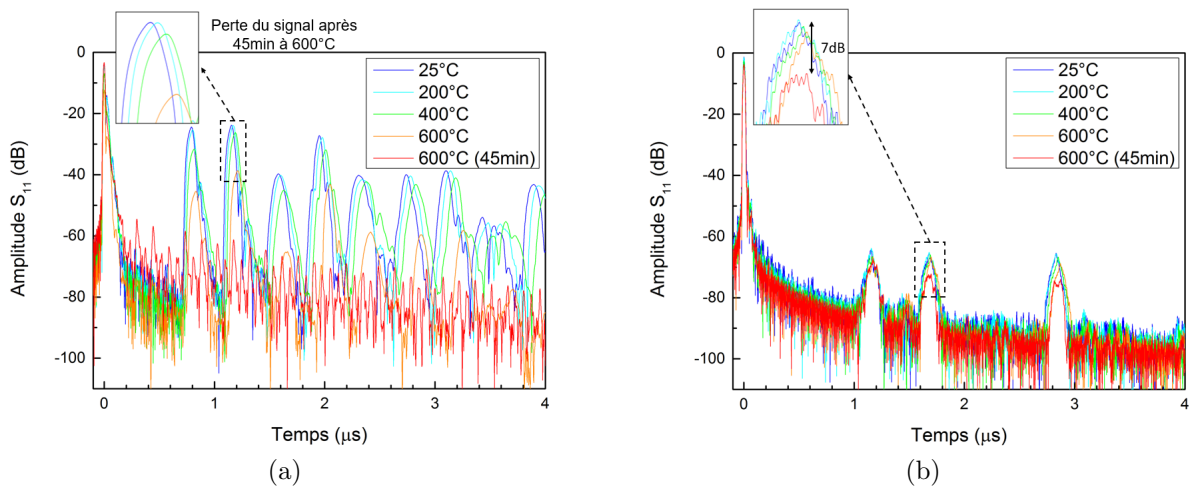 Perte du signal après
45min à 600°C
0
-20
-40
-60
-80
-100
Amplitude S11 (dB)
25°C
200°C
400°C
600°C
600°C (45min)
0
1
2
3
4
Temps (μs)
(a)
7dB
0
-20
-40
-60
-80
-100
Amplitude S11 (dB)
25°C
200°C
400°C
600°C
600°C (45min)
0
1
2
3
4
Temps (μs)
(b)